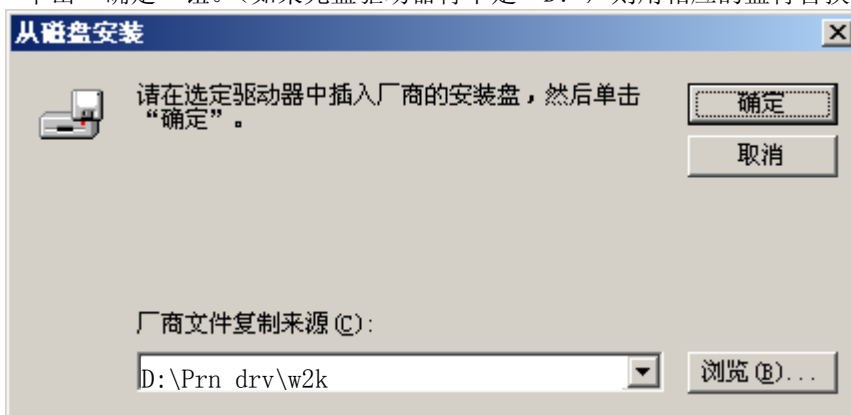 从磁盘安装
请在选定驱动器中插入厂商的安装盘，然后单击
“确定”。
确定
取消
厂商文件复制来源(C):
D:\Prn drv\w2k
浏览(B)...